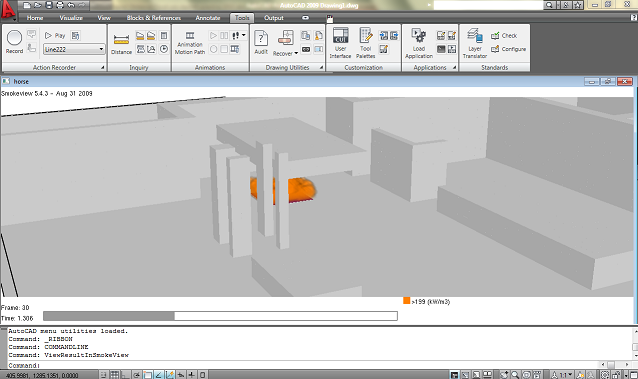 AutoCAD 2009 Drawing1.dwg
Home Visualize View Blocks & References Annotate Tools Output
Record Play Line222 Distance Animation Motion Path Audit Recover User Interface Tool Palettes Load Application Layer Translator Check Configure
Action Recorder Inquiry Animations Drawing Utilities Customization Applications Standards
horse
Smokeview 5.4.3 - Aug 31 2009
>199 (kW/m3)
Frame: 30
Time: 1.306
AutoCAD menu utilities loaded.
Command: _RIBBON
Command: COMMANDLINE
Command: ViewResultInSmokeView
Command:
405.9981, 1285.1351, 0.0000 1:1